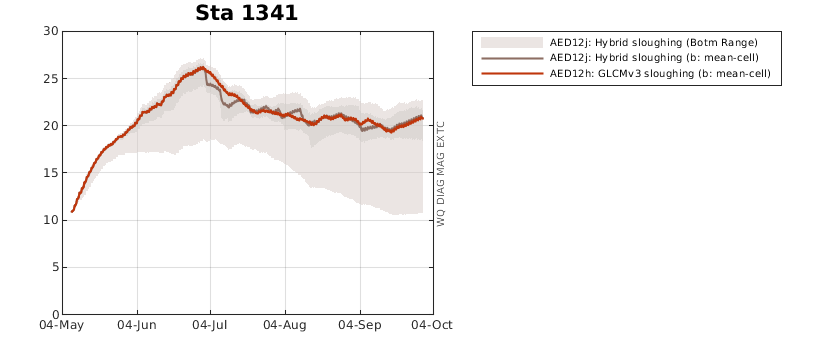 Sta 1341
30
25
20
15
10
5
0
04-May 04-Jun 04-Jul 04-Aug 04-Sep 04-Oct
WQ DIAG MAG EXTC
AED12j: Hybrid sloughing (Botm Range)
AED12j: Hybrid sloughing (b: mean-cell)
AED12h: GLCMv3 sloughing (b: mean-cell)